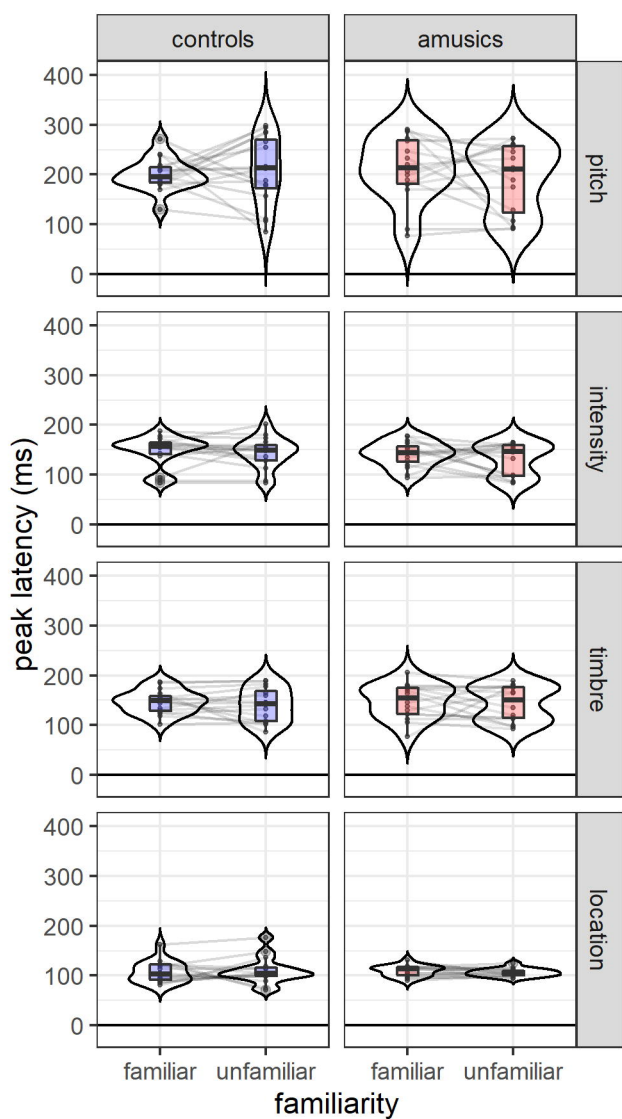 controls amusics
400
300
200
100
0
pitch
400
300
200
100
0
intensity
400
300
200
100
0
timbre
400
300
200
100
0
location
peak latency (ms)
familiar unfamiliar familiar unfamiliar
familiarity